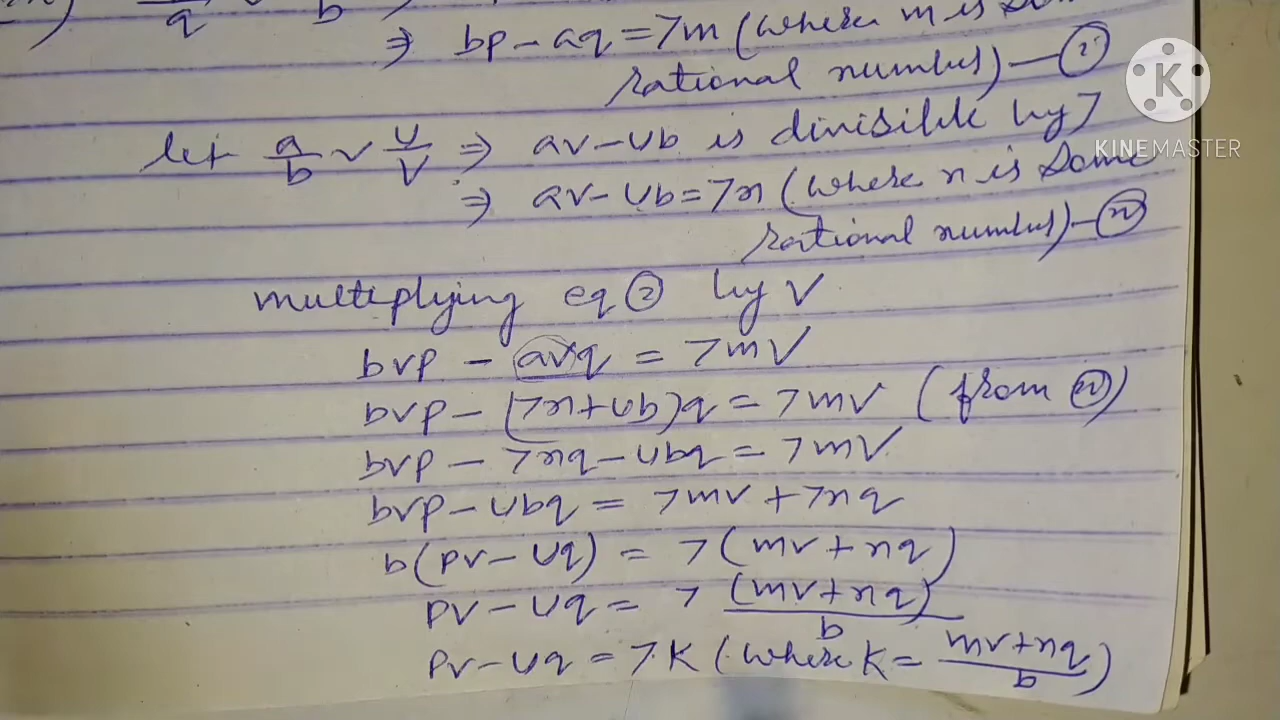 ⇒ bp - aq = 7m (where m is some
rational number) — ②
let a/b ~ u/v ⇒ av - ub is divisible by 7
⇒ av - ub = 7n (where n is some
rational number) — ⓝ
multiplying eq ② by v
bvp - avq = 7mv
bvp - (7n+ub)q = 7mv (from ⓝ)
bvp - 7nq - ubq = 7mv
bvp - ubq = 7mv + 7nq
b(pv - uq) = 7(mv + nq)
pv - uq = 7 (mv + nq)/b
pv - uq = 7K (where K = mv + nq/b)
K
KINEMASTER